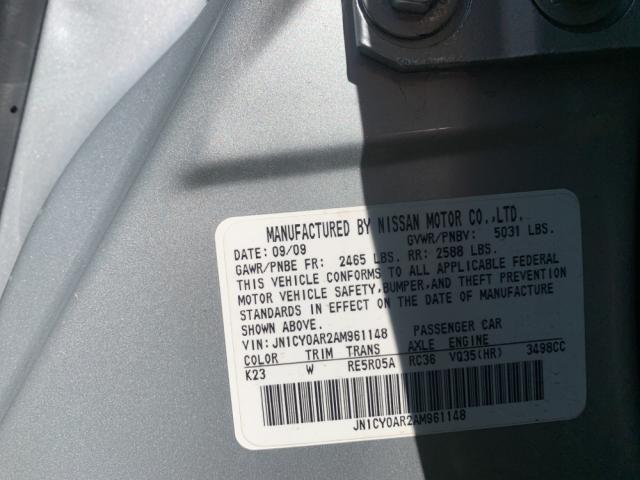 MANUFACTURED BY NISSAN MOTOR CO.,LTD.
DATE: 09/09 GVWR/PNBV: 5031 LBS.
GAWR/PNBE FR: 2465 LBS. RR: 2588 LBS.
THIS VEHICLE CONFORMS TO ALL APPLICABLE FEDERAL
MOTOR VEHICLE SAFETY,BUMPER,AND THEFT PREVENTION
STANDARDS IN EFFECT ON THE DATE OF MANUFACTURE
SHOWN ABOVE.
VIN: JN1CY0AR2AM961148 PASSENGER CAR
COLOR TRIM TRANS AXLE ENGINE
K23 W RE5R05A RC36 VQ35(HR) 3498CC
JN1CY0AR2AM961148